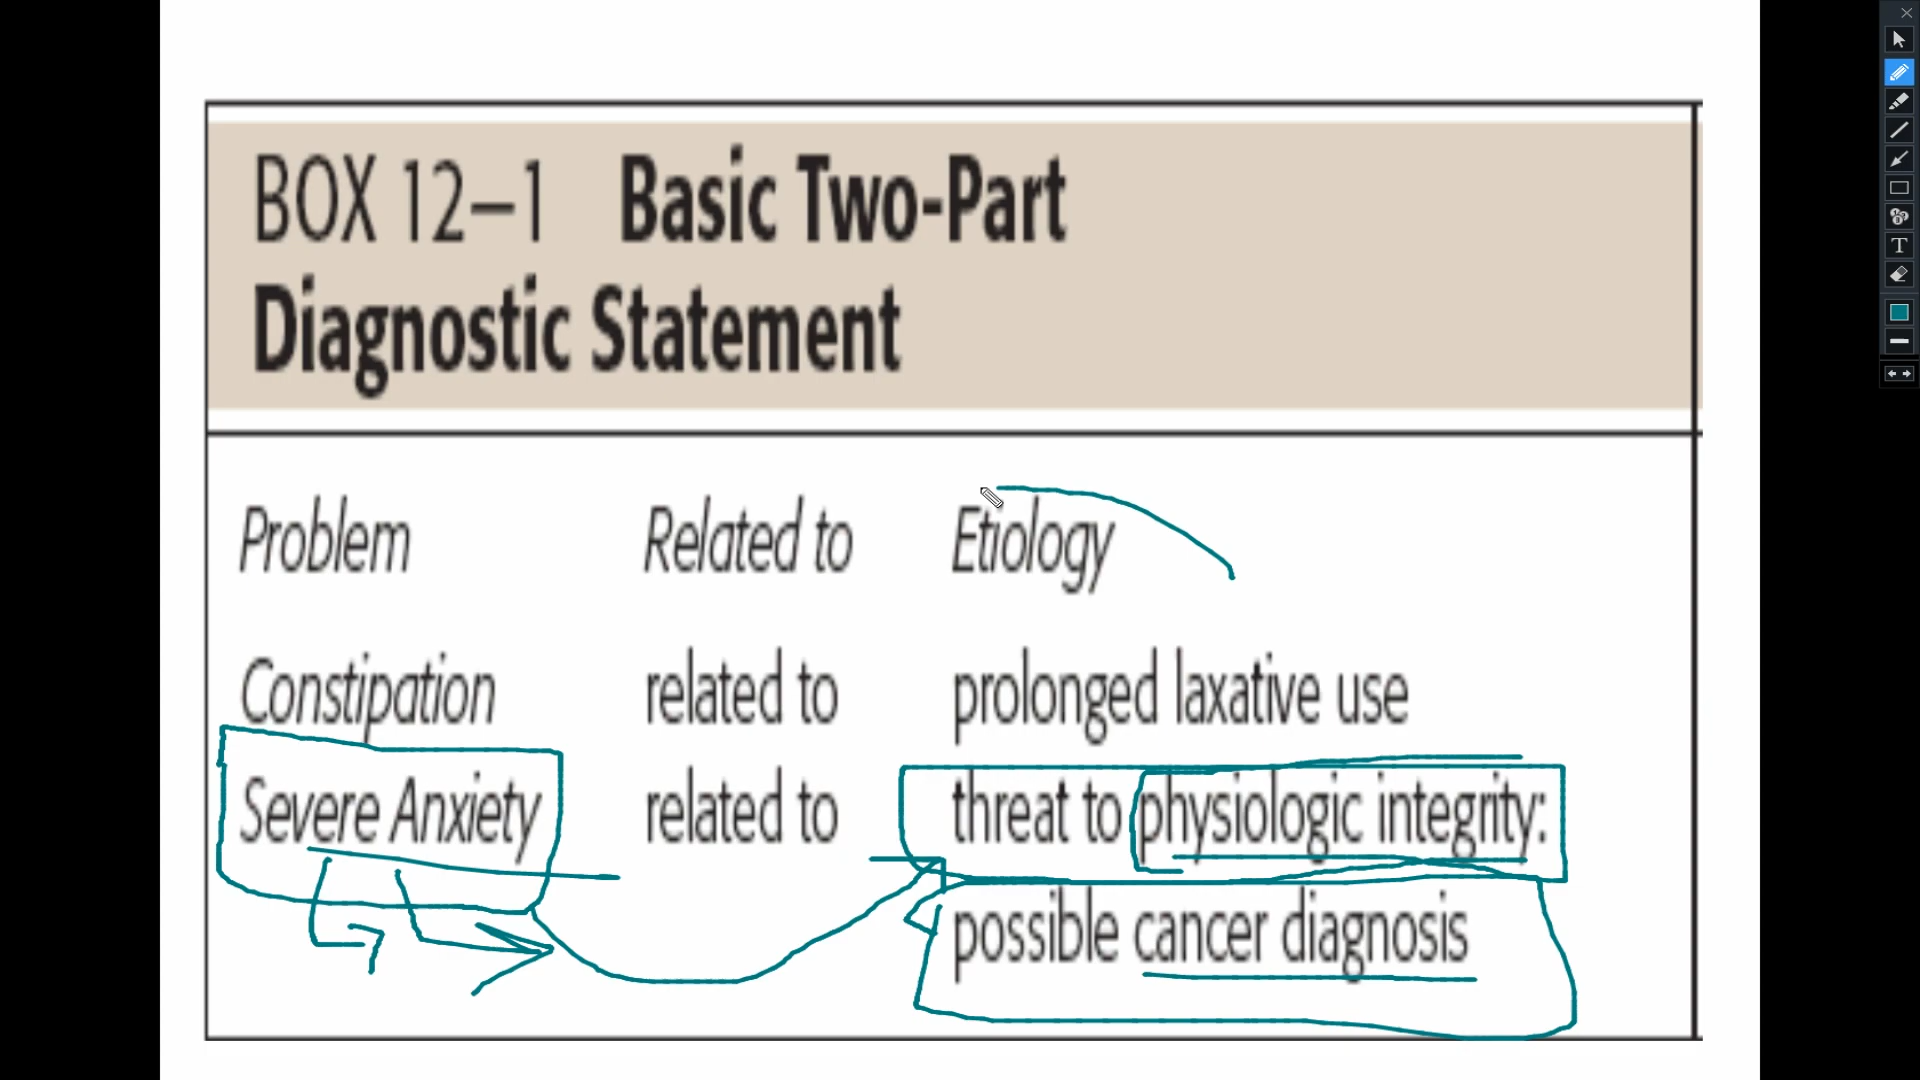 BOX 12–1 Basic Two-Part
Diagnostic Statement
Problem Related to Etiology
Constipation related to prolonged laxative use
Severe Anxiety related to threat to physiologic integrity:
possible cancer diagnosis